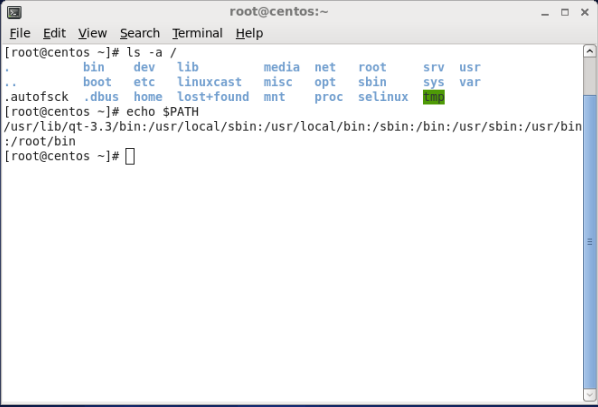 root@centos:~
File Edit View Search Terminal Help
[root@centos ~]# ls -a /
. bin dev lib media net root srv usr
.. boot etc linuxcast misc opt sbin sys var
.autofsck .dbus home lost+found mnt proc selinux tmp
[root@centos ~]# echo $PATH
/usr/lib/qt-3.3/bin:/usr/local/sbin:/usr/local/bin:/sbin:/bin:/usr/sbin:/usr/bin
:/root/bin
[root@centos ~]#